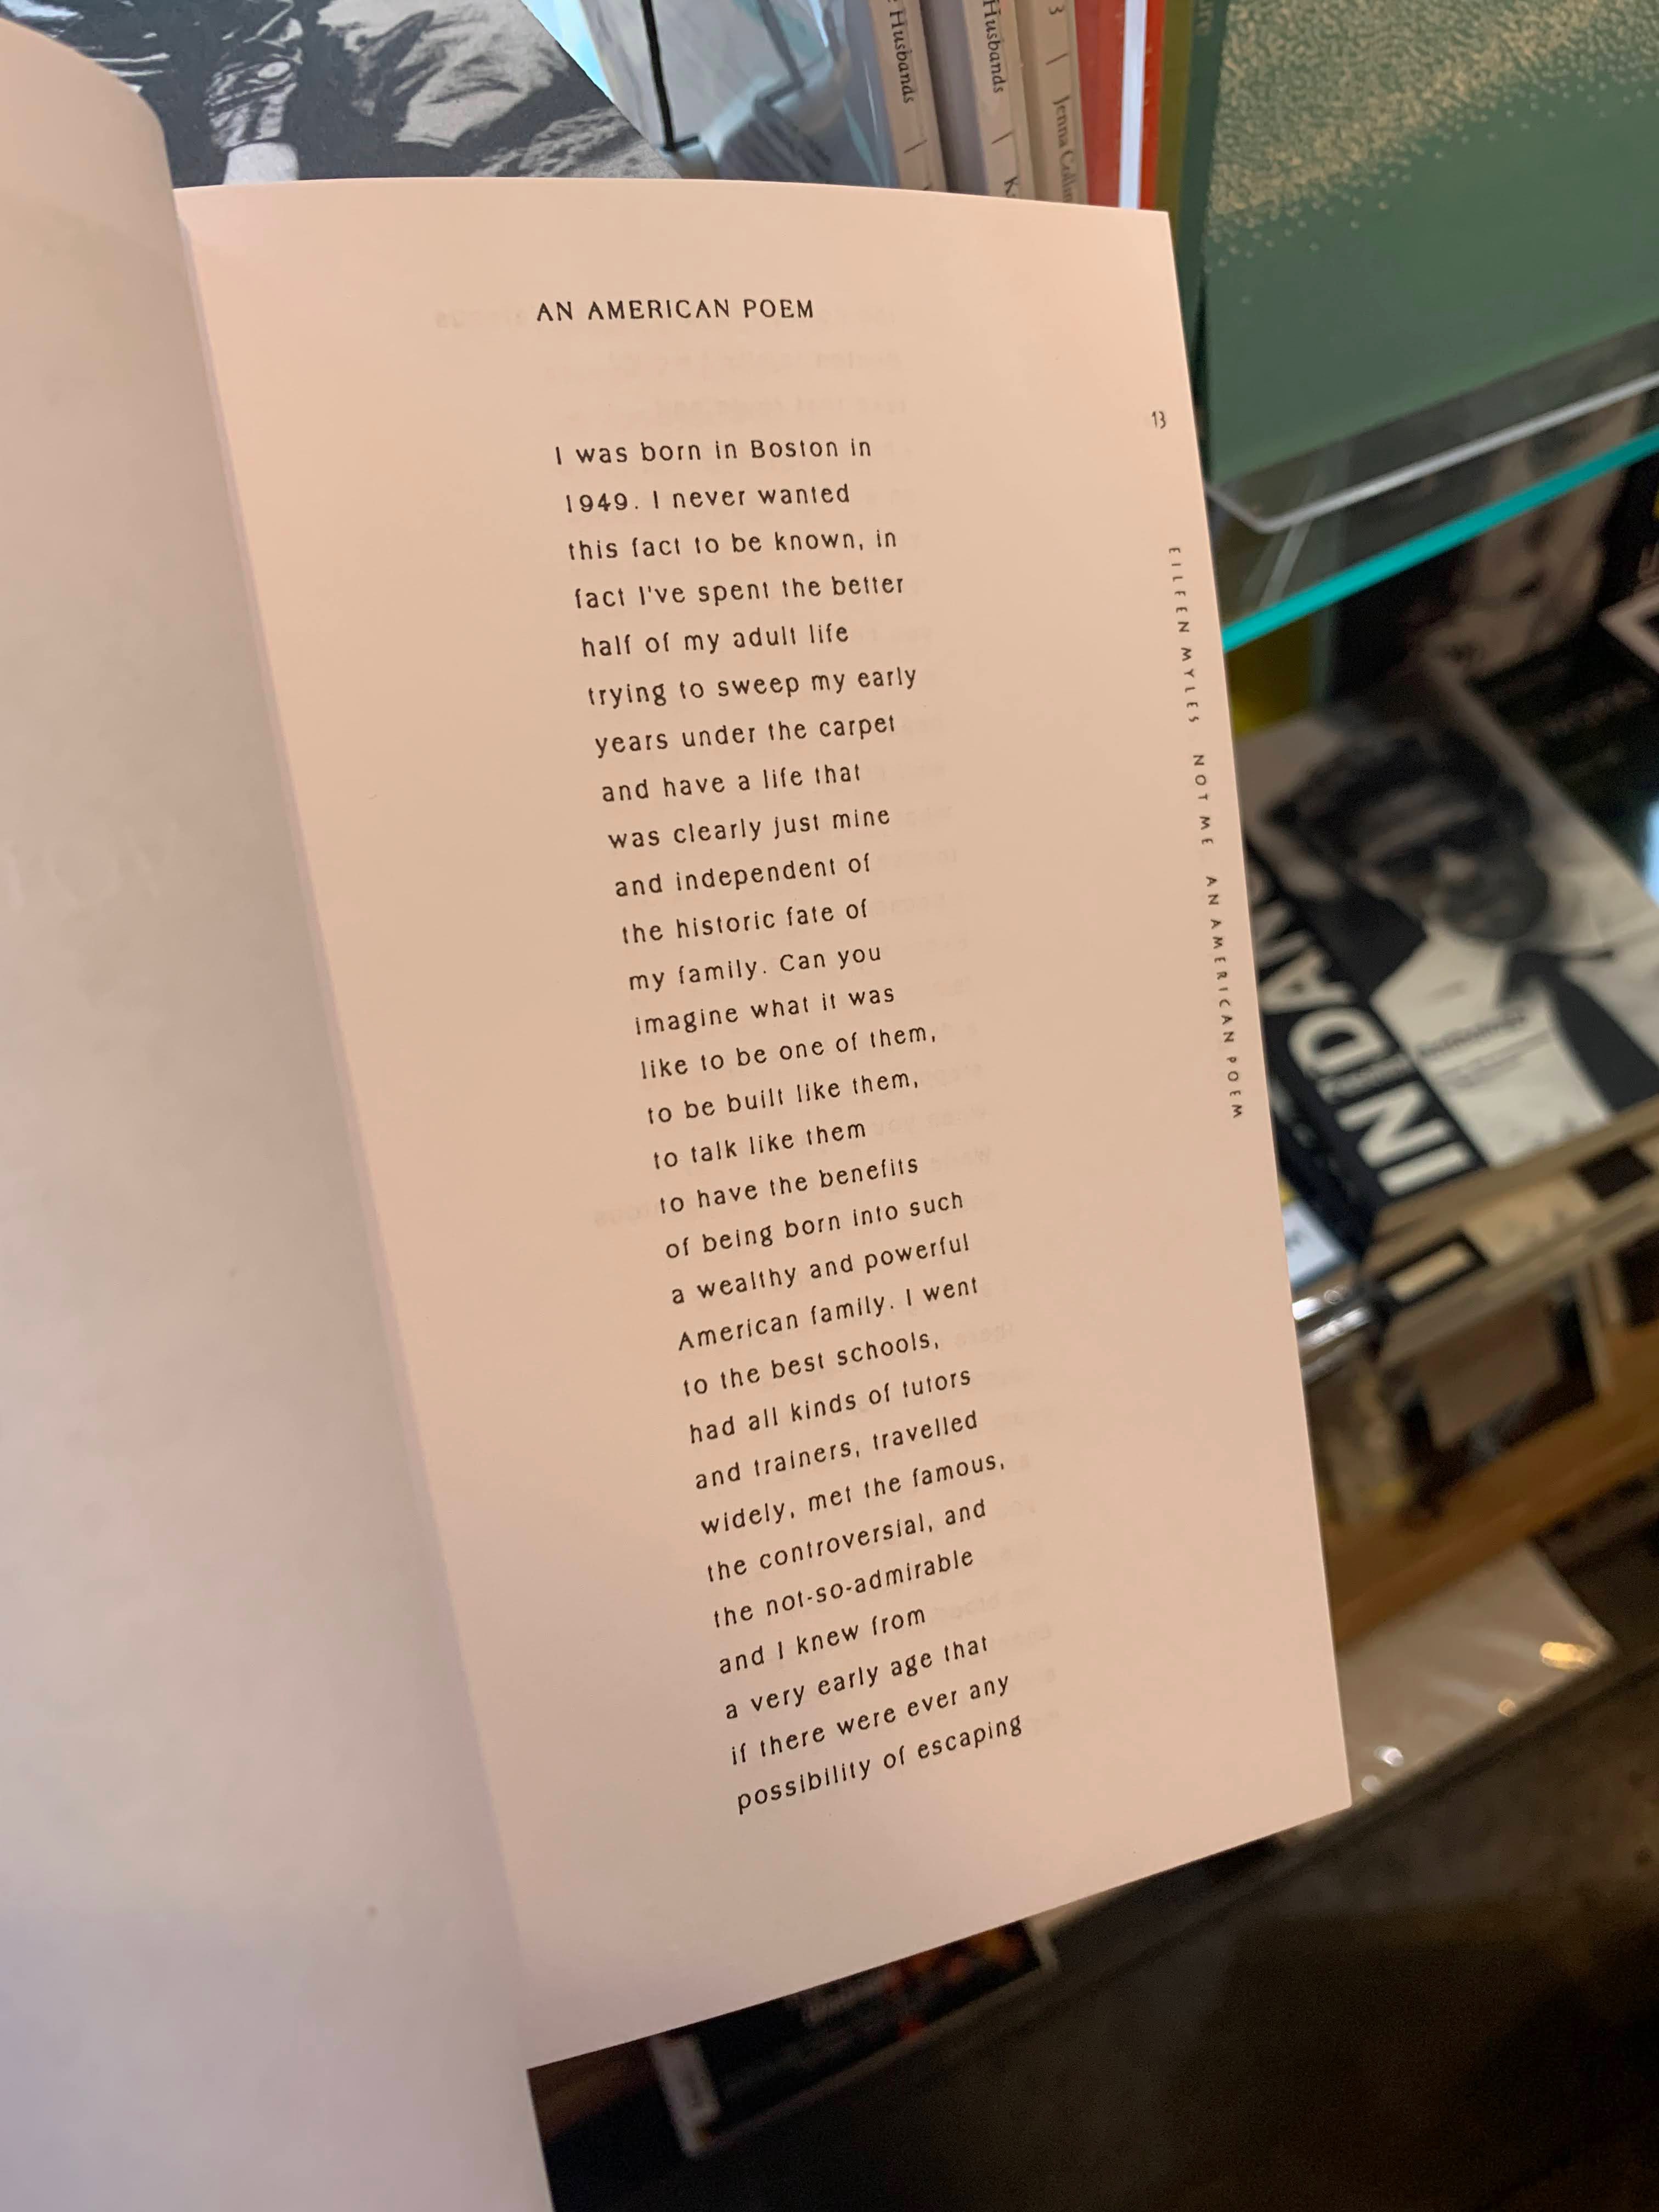 Husbands
Husbands
3 | Jenna Collin
AN AMERICAN POEM
13
I was born in Boston in
1949. I never wanted
this fact to be known, in
fact I've spent the better
half of my adult life
trying to sweep my early
years under the carpet
and have a life that
was clearly just mine
and independent of
the historic fate of
my family. Can you
imagine what it was
like to be one of them,
to be built like them,
to talk like them
to have the benefits
of being born into such
a wealthy and powerful
American family. I went
to the best schools,
had all kinds of tutors
and trainers, travelled
widely, met the famous,
the controversial, and
the not-so-admirable
and I knew from
a very early age that
if there were ever any
possibility of escaping
EILEEN MYLES NOT ME AN AMERICAN POEM
INDIANA